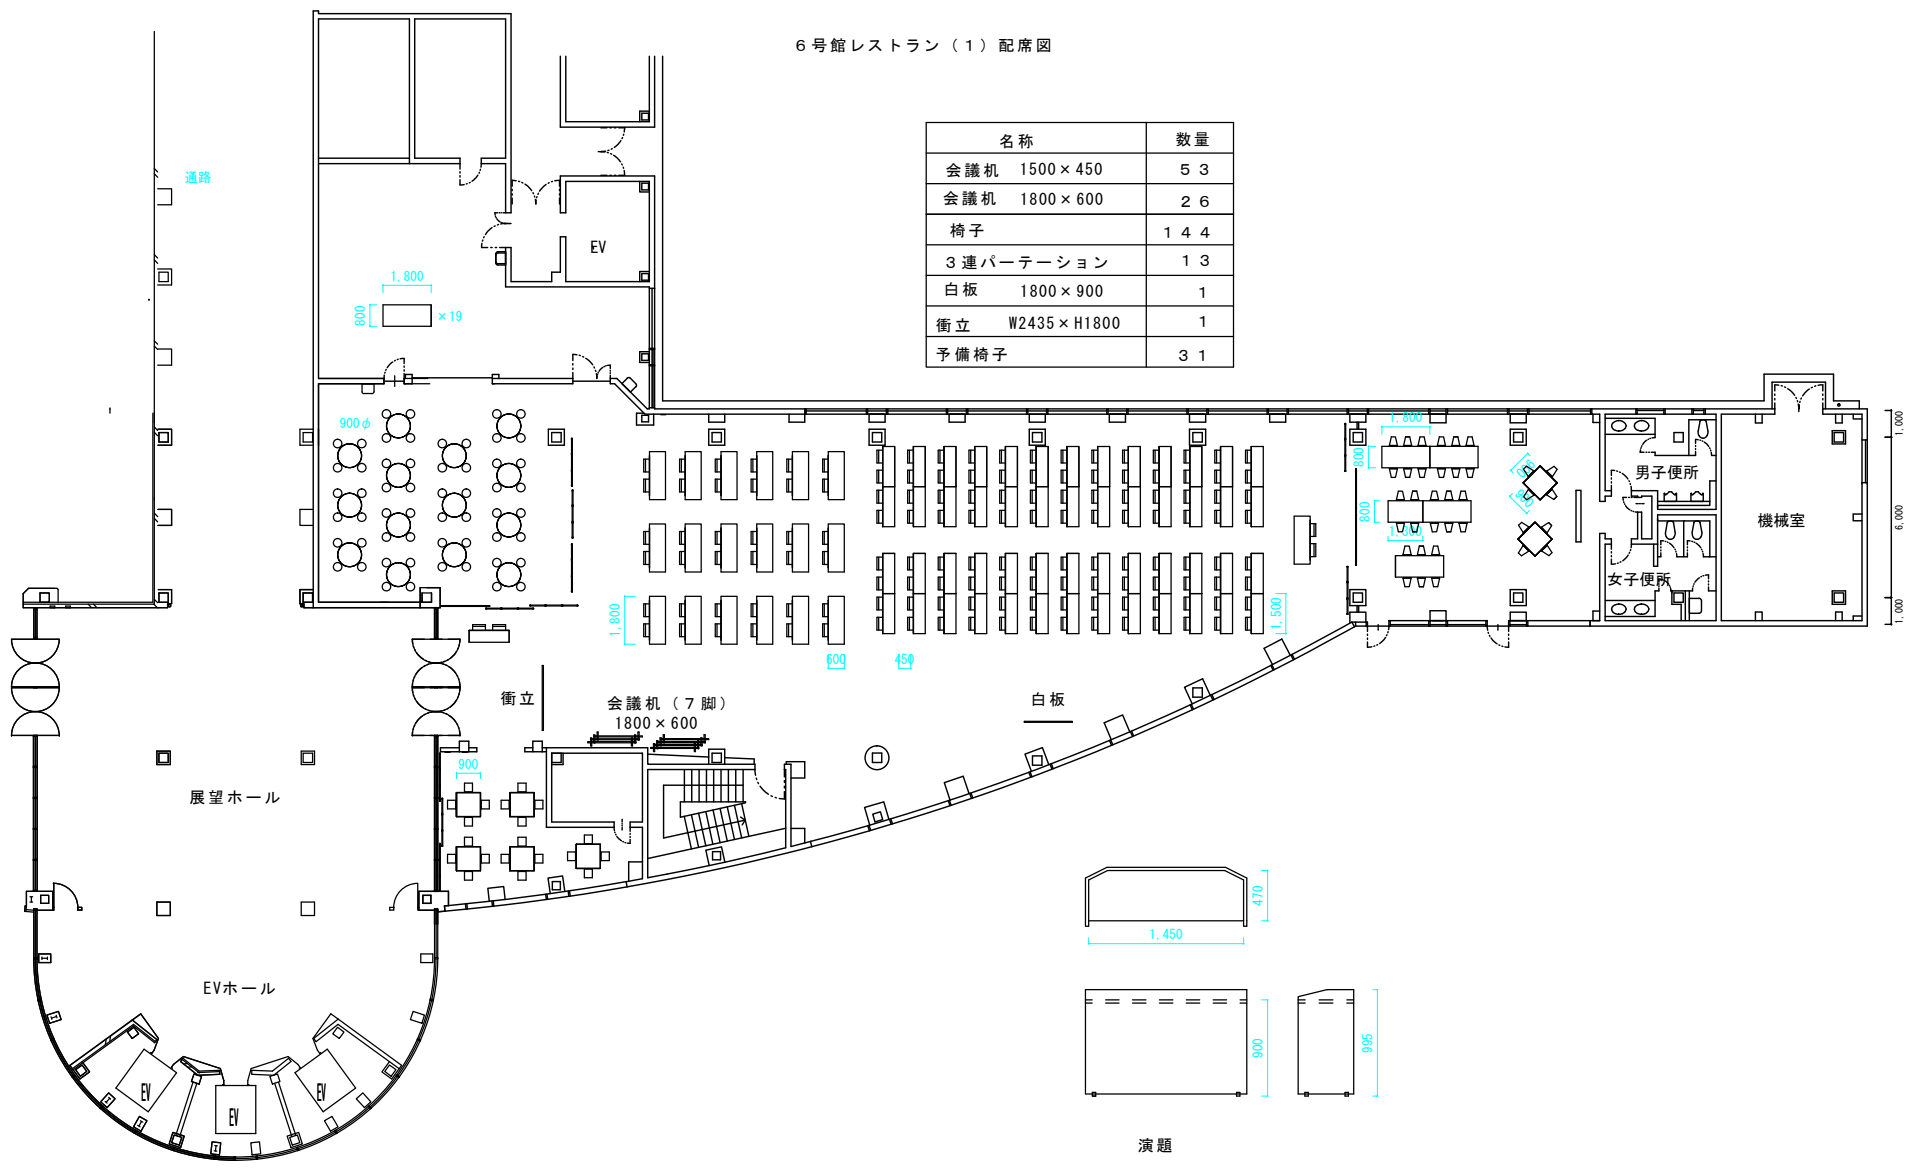 6号館レストラン（1）配席図
名称 数量
会議机 1500×450 53
会議机 1800×600 26
椅子 144
3連パーテーション 13
白板 1800×900 1
衝立 W2435×H1800 1
予備椅子 31
通路
EV
1,800
800
×19
900φ
1,800
800
800
1,800
900
男子便所
女子便所
機械室
1,000
6,000
1,000
1,800
600
450
1,500
衝立
会議机（7脚）
1800×600
白板
900
展望ホール
EVホール
EV
EV
EV
470
1,450
900
995
演題